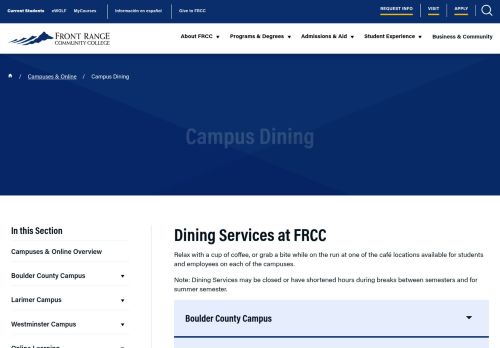 Current Students eWOLF MyCourses Información en español Give to FRCC REQUEST INFO VISIT APPLY
FRONT RANGE
COMMUNITY COLLEGE
About FRCC Programs & Degrees Admissions & Aid Student Experience Business & Community
/ Campuses & Online / Campus Dining
Campus Dining
In this Section
Campuses & Online Overview
Boulder County Campus
Larimer Campus
Westminster Campus
Online Learning
Dining Services at FRCC
Relax with a cup of coffee, or grab a bite while on the run at one of the café locations available for students
and employees on each of the campuses.
Note: Dining Services may be closed or have shortened hours during breaks between semesters and for
summer semester.
Boulder County Campus